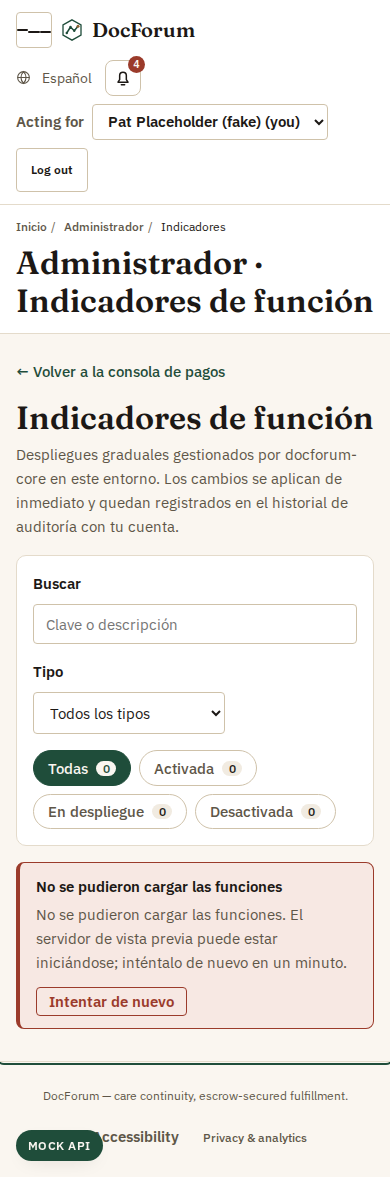 DocForum
Español
4
Acting for
Pat Placeholder (fake) (you)
Log out
Inicio / Administrador / Indicadores
Administrador ·
Indicadores de función
← Volver a la consola de pagos
Indicadores de función
Despliegues graduales gestionados por docforum-
core en este entorno. Los cambios se aplican de
inmediato y quedan registrados en el historial de
auditoría con tu cuenta.
Buscar
Clave o descripción
Tipo
Todos los tipos
Todas 0
Activada 0
En despliegue 0
Desactivada 0
No se pudieron cargar las funciones
No se pudieron cargar las funciones. El
servidor de vista previa puede estar
iniciándose; inténtalo de nuevo en un minuto.
Intentar de nuevo
DocForum — care continuity, escrow-secured fulfillment.
MOCK API
ccessibility
Privacy & analytics